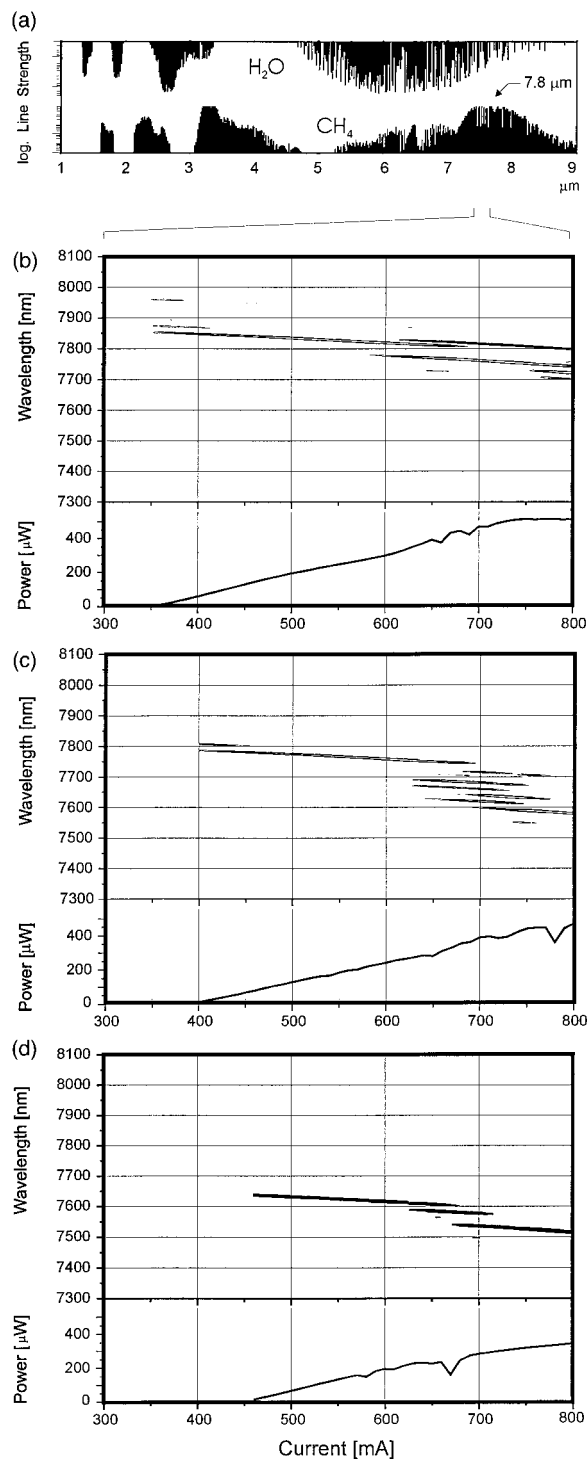 (a)
log. Line Strength
H2O
7.8 µm
CH4
1 2 3 4 5 6 7 8 9
µm
(b)
Wavelength [nm]
8100
8000
7900
7800
7700
7600
7500
7400
7300
Power [µW]
400
200
0
300 400 500 600 700 800
(c)
Wavelength [nm]
8100
8000
7900
7800
7700
7600
7500
7400
7300
Power [µW]
400
200
0
300 400 500 600 700 800
(d)
Wavelength [nm]
8100
8000
7900
7800
7700
7600
7500
7400
7300
Power [µW]
400
200
0
300 400 500 600 700 800
Current [mA]